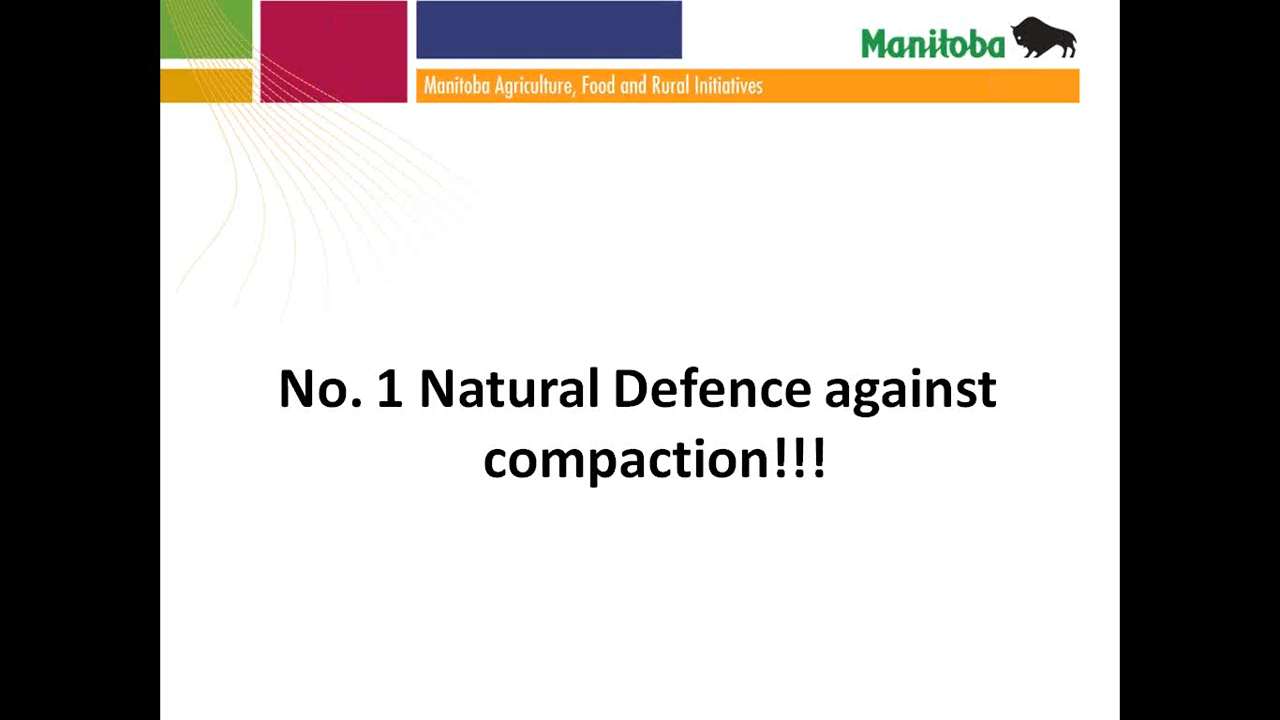 Manitoba
Manitoba Agriculture, Food and Rural Initiatives
No. 1 Natural Defence against
compaction!!!